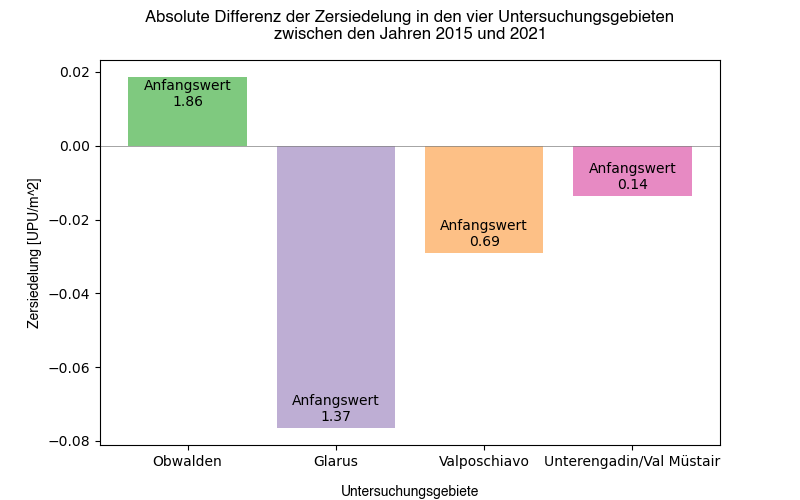 Absolute Differenz der Zersiedelung in den vier Untersuchungsgebieten
zwischen den Jahren 2015 und 2021
0.02
0.00
−0.02
−0.04
−0.06
−0.08
Zersiedelung [UPU/m^2]
Anfangswert
1.86
Anfangswert
1.37
Anfangswert
0.69
Anfangswert
0.14
Obwalden
Glarus
Valposchiavo
Unterengadin/Val Müstair
Untersuchungsgebiete